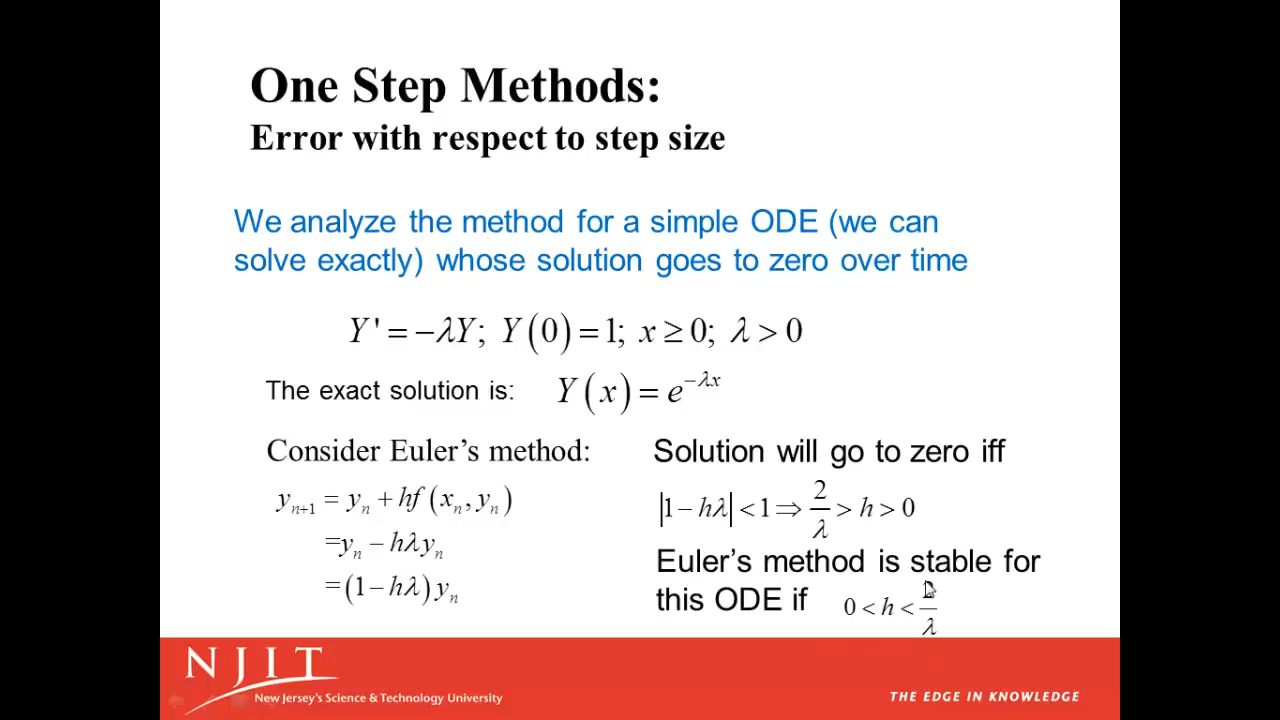 One Step Methods:
Error with respect to step size
We analyze the method for a simple ODE (we can
solve exactly) whose solution goes to zero over time
Y' = −λY; Y(0) = 1; x ≥ 0; λ > 0
The exact solution is: Y(x) = e^{−λx}
Consider Euler's method:
y_{n+1} = y_n + hf(x_n, y_n)
=y_n − hλy_n
=(1 − hλ)y_n
Solution will go to zero iff
|1 − hλ| < 1 ⇒ 2/λ > h > 0
Euler's method is stable for
this ODE if 0 < h < 2/λ
NJIT
New Jersey's Science & Technology University
THE EDGE IN KNOWLEDGE